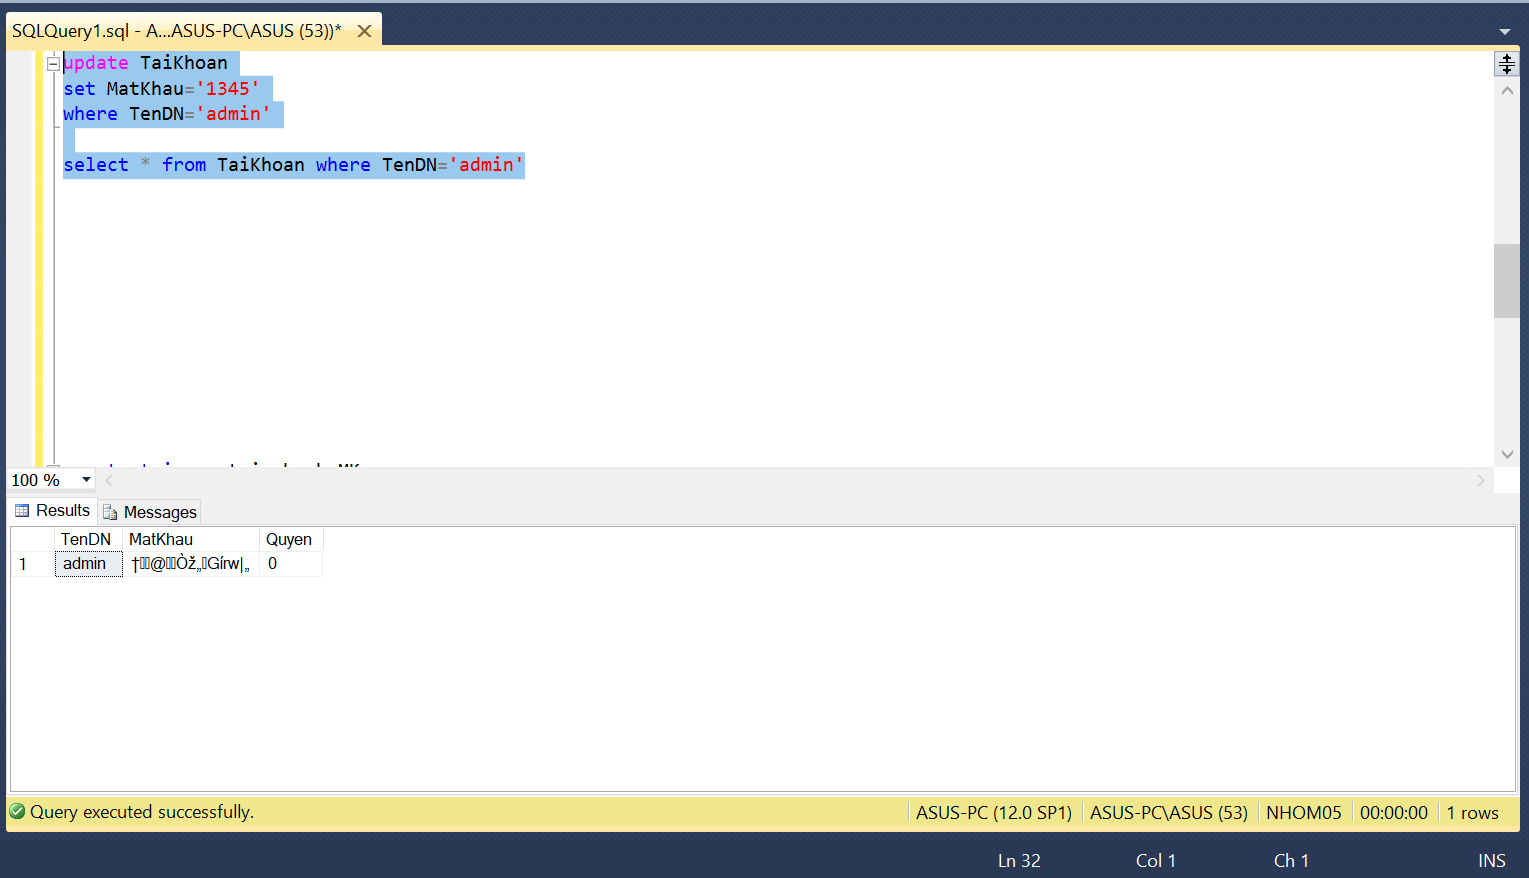 SQLQuery1.sql - A...ASUS-PC\ASUS (53))*
update TaiKhoan
set MatKhau='1345'
where TenDN='admin'
select * from TaiKhoan where TenDN='admin'
100 %
Results Messages
TenDN MatKhau Quyen
1 admin 0
Query executed successfully. ASUS-PC (12.0 SP1) ASUS-PC\ASUS (53) NHOM05 00:00:00 1 rows
Ln 32 Col 1 Ch 1 INS